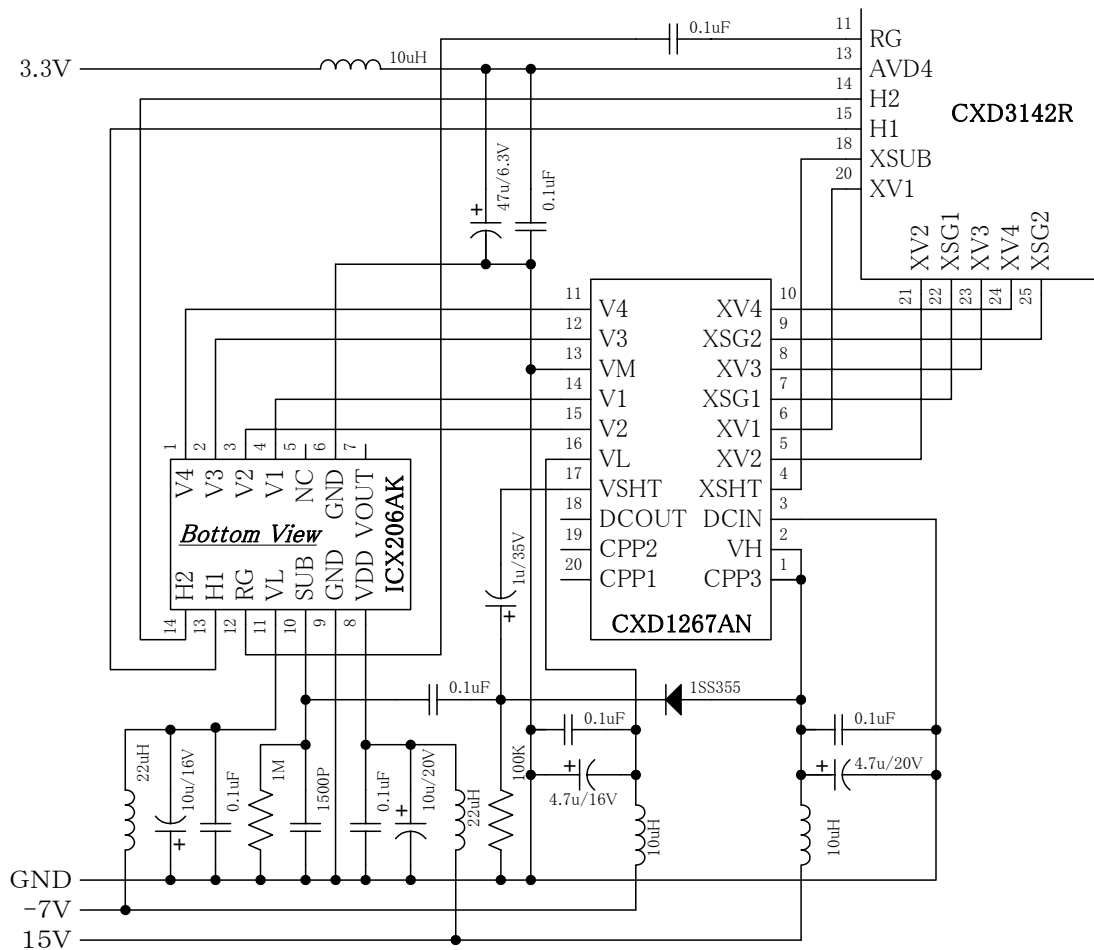 0.1uF
11
RG
3.3V
10uH
13
AVD4
14
H2
15
H1
CXD3142R
18
XSUB
20
XV1
+
47u/6.3V
0.1uF
XV2
XSG1
XV3
XV4
XSG2
21
22
23
24
25
11
V4
XV4
10
12
V3
XSG2
9
13
VM
XV3
8
14
V1
XSG1
7
15
V2
XV1
6
16
VL
XV2
5
17
VSHT
XSHT
4
18
DCOUT
DCIN
3
19
CPP2
VH
2
20
CPP1
CPP3
1
CXD1267AN
1
2
3
4
5
6
7
V4
V3
V2
V1
NC
GND
VOUT
Bottom View
ICX206AK
H2
H1
RG
VL
SUB
GND
VDD
14
13
12
11
10
9
8
1u/35V
+
0.1uF
1SS355
22uH
10u/16V
+
0.1uF
1M
1500P
0.1uF
+
10u/20V
22uH
100K
0.1uF
+
4.7u/16V
10uH
0.1uF
+
4.7u/20V
10uH
GND
-7V
15V